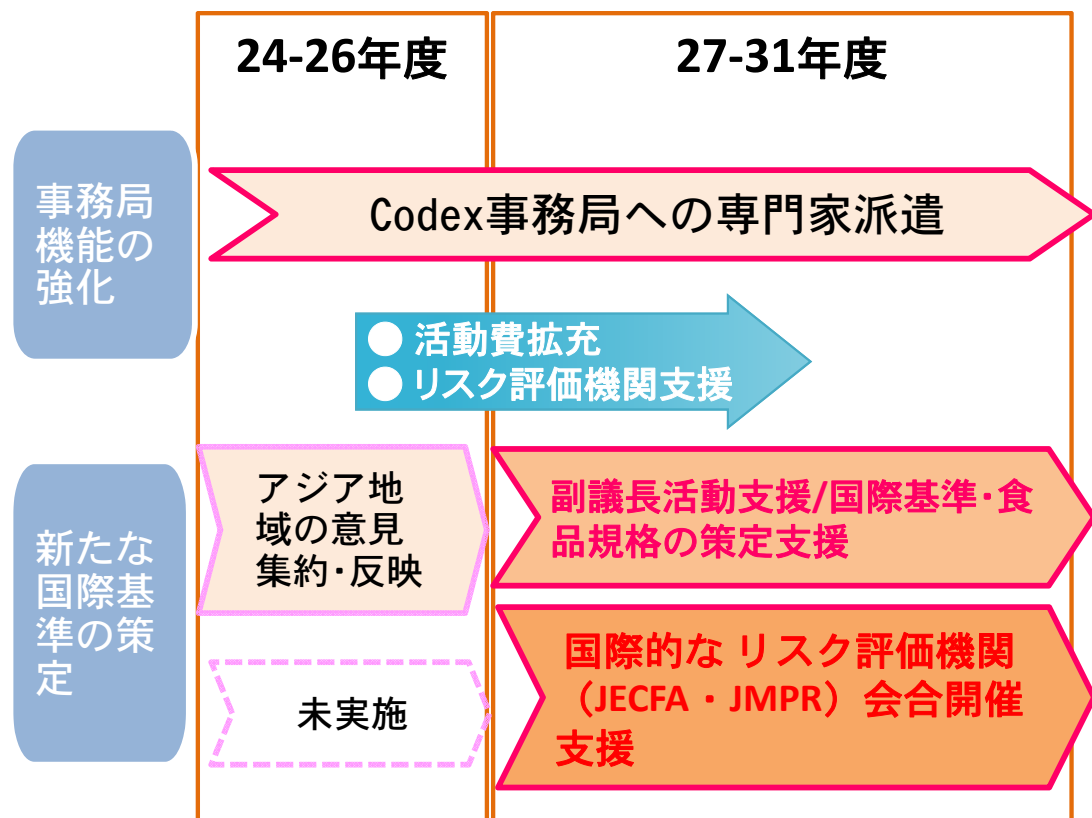 24-26年度
27-31年度
事務局
機能の
強化
Codex事務局への専門家派遣
● 活動費拡充
● リスク評価機関支援
新たな
国際基
準の策
定
アジア地
域の意見
集約・反映
副議長活動支援/国際基準・食
品規格の策定支援
未実施
国際的な リスク評価機関
（JECFA・JMPR）会合開催
支援